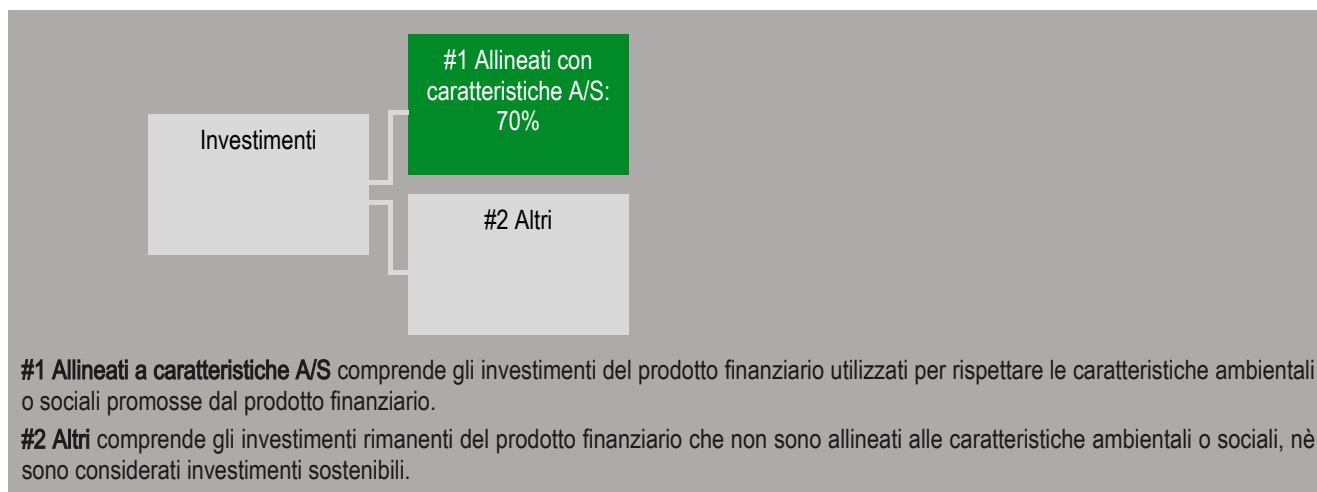 #1 Allineati con
caratteristiche A/S:
70%
Investimenti
#2 Altri
#1 Allineati a caratteristiche A/S comprende gli investimenti del prodotto finanziario utilizzati per rispettare le caratteristiche ambientali
o sociali promosse dal prodotto finanziario.
#2 Altri comprende gli investimenti rimanenti del prodotto finanziario che non sono allineati alle caratteristiche ambientali o sociali, nè
sono considerati investimenti sostenibili.